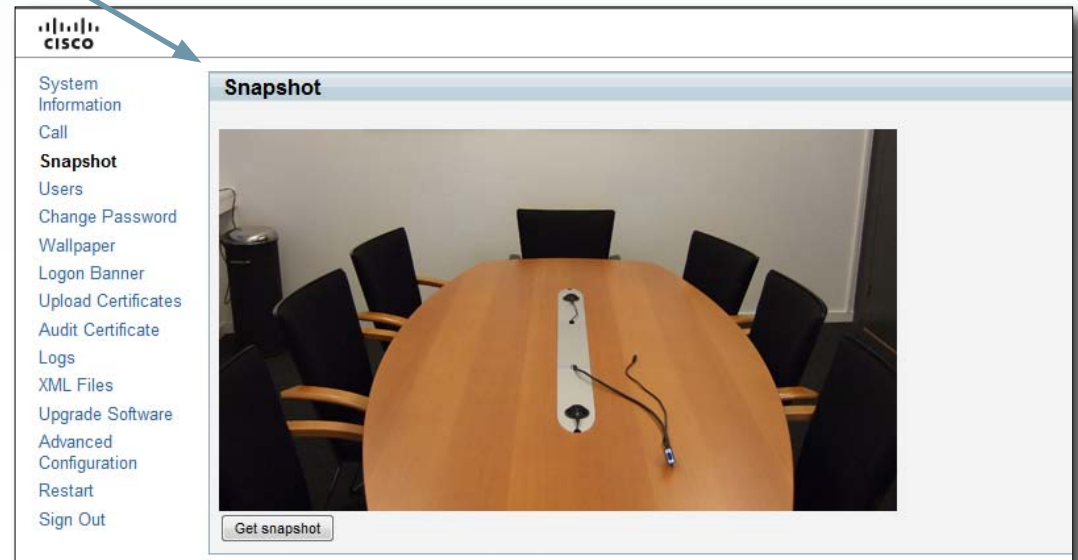 CISCO
System
Information
Call
Snapshot
Users
Change Password
Wallpaper
Logon Banner
Upload Certificates
Audit Certificate
Logs
XML Files
Upgrade Software
Advanced
Configuration
Restart
Sign Out
Snapshot
Get snapshot